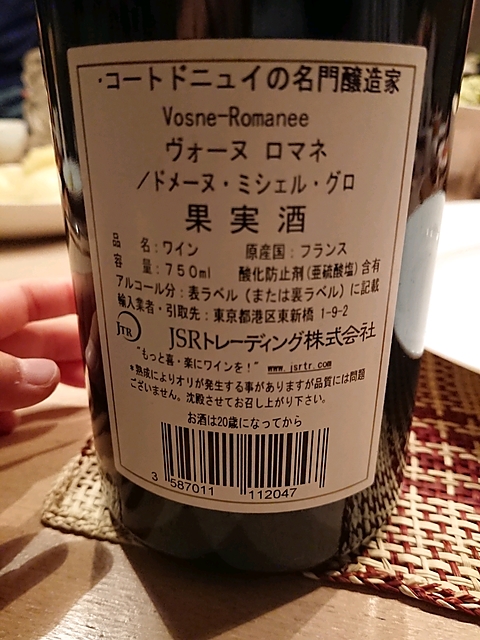 ・コートドニュイの名門醸造家
Vosne-Romanee
ヴォーヌ ロマネ
/ドメーヌ・ミシェル・グロ
果実酒
品 名:ワイン 原産国:フランス
容 量:750ml 酸化防止剤(亜硫酸塩)含有
アルコール分:表ラベル(または裏ラベル)に記載
輸入業者・引取先:東京都港区東新橋 1-9-2
JTR JSRトレーディング株式会社
"もっと喜・楽にワインを!" www.jsrtr.com
*熟成によりオリが発生する事がありますが品質には問題
ございません。沈殿させてお召し上がり下さい。
お酒は20歳になってから
3 587011 112047